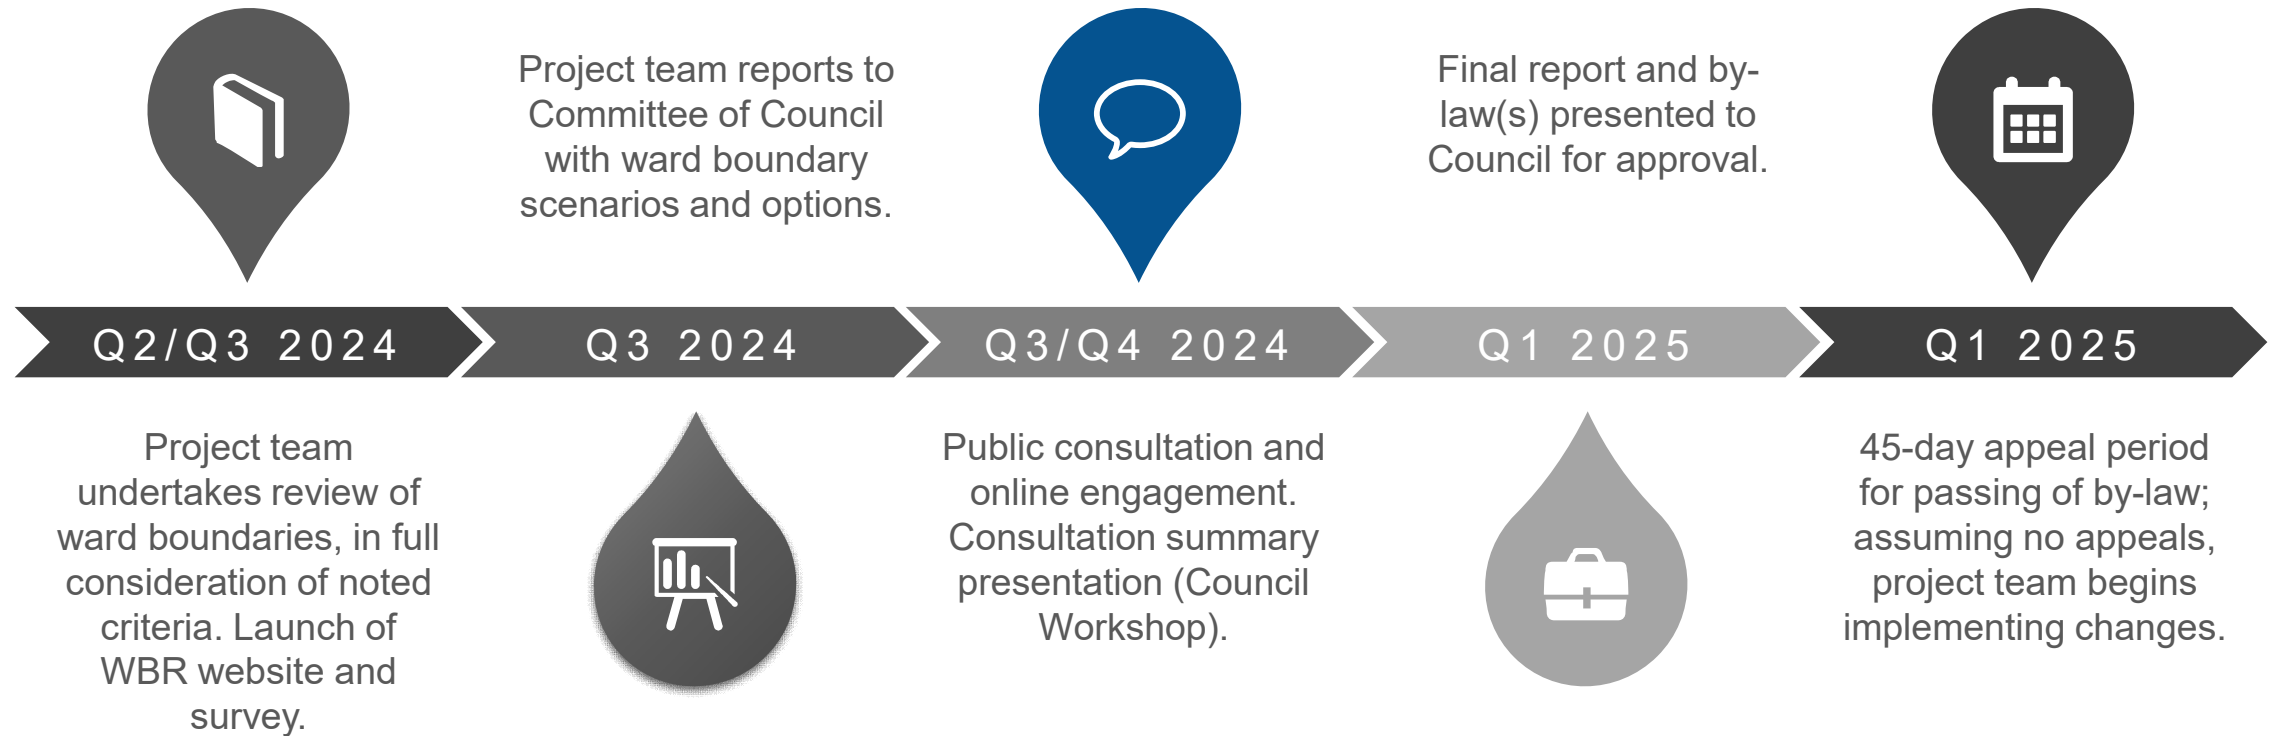 Project team reports to
Committee of Council
with ward boundary
scenarios and options.
Final report and by-
law(s) presented to
Council for approval.
Q2/Q3 2024
Q3 2024
Q3/Q4 2024
Q1 2025
Q1 2025
Project team
undertakes review of
ward boundaries, in full
consideration of noted
criteria. Launch of
WBR website and
survey.
Public consultation and
online engagement.
Consultation summary
presentation (Council
Workshop).
45-day appeal period
for passing of by-law;
assuming no appeals,
project team begins
implementing changes.